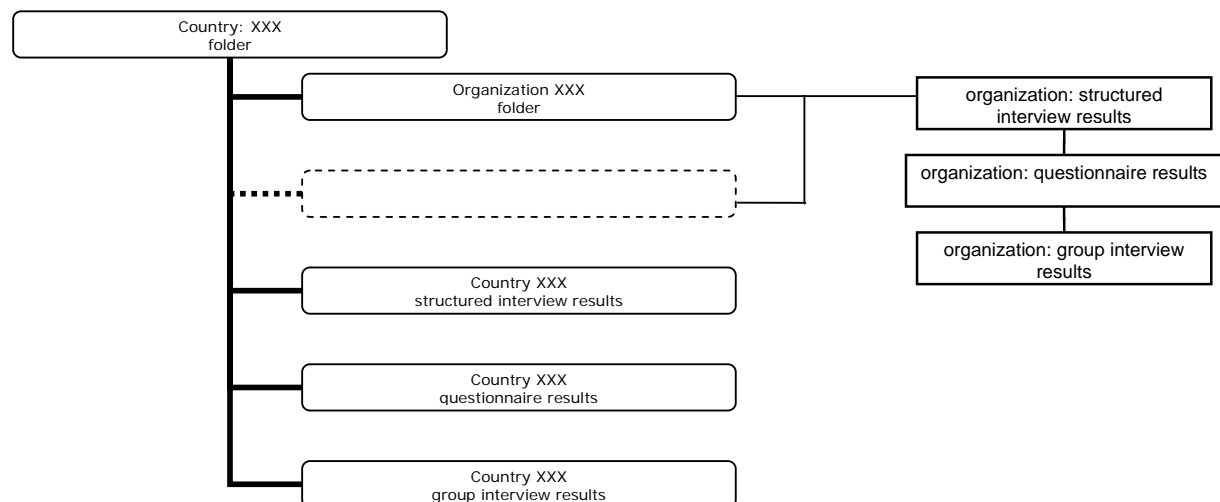 Country: XXX
folder
Organization XXX
folder
organization: structured
interview results
organization: questionnaire results
organization: group interview
results
Country XXX
structured interview results
Country XXX
questionnaire results
Country XXX
group interview results